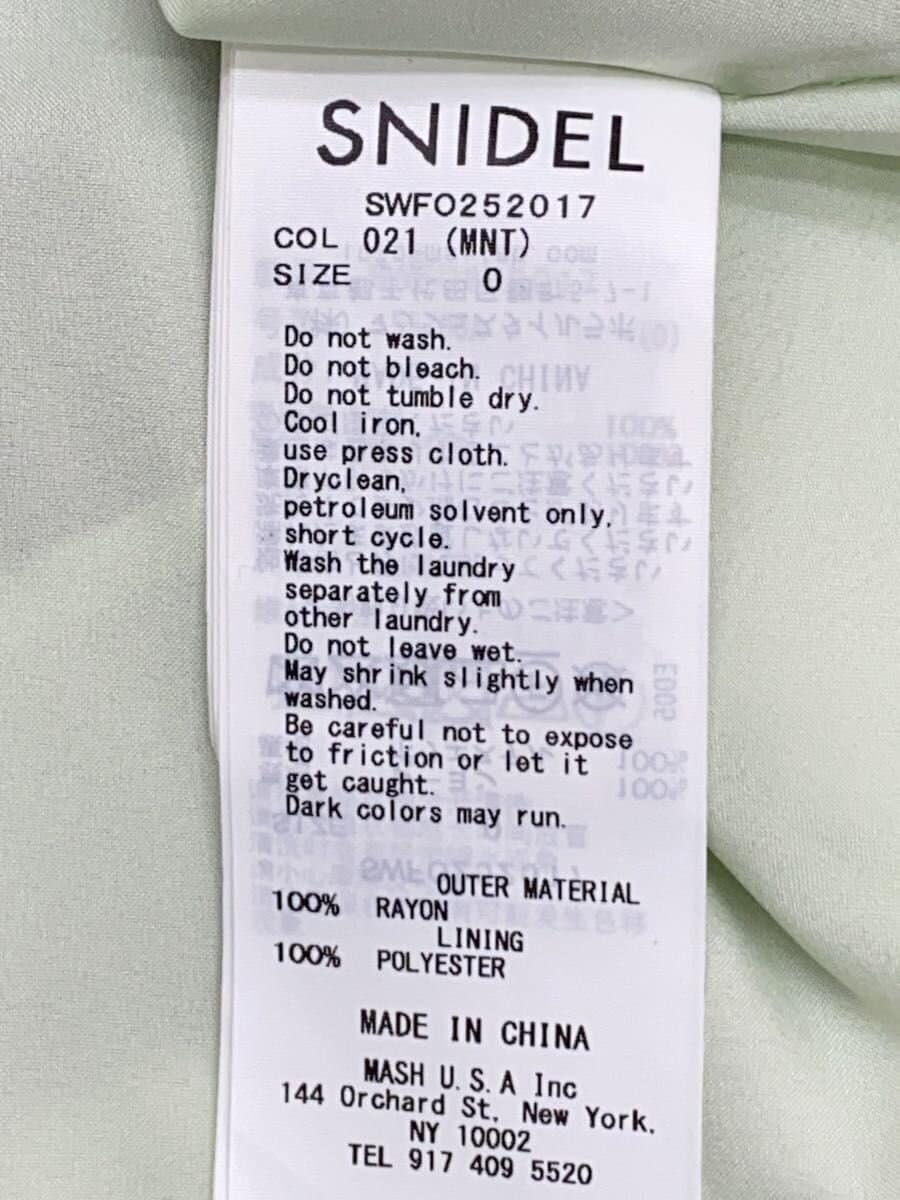 SNIDEL
SWFO252017
COL 021 (MNT)
SIZE 0
Do not wash.
Do not bleach.
Do not tumble dry.
Cool iron,
use press cloth.
Dryclean,
petroleum solvent only,
short cycle.
Wash the laundry
separately from
other laundry.
Do not leave wet.
May shrink slightly when
washed.
Be careful not to expose
to friction or let it
get caught.
Dark colors may run.
OUTER MATERIAL
100% RAYON
LINING
100% POLYESTER
MADE IN CHINA
MASH U.S.A Inc
144 Orchard St. New York.
NY 10002
TEL 917 409 5520